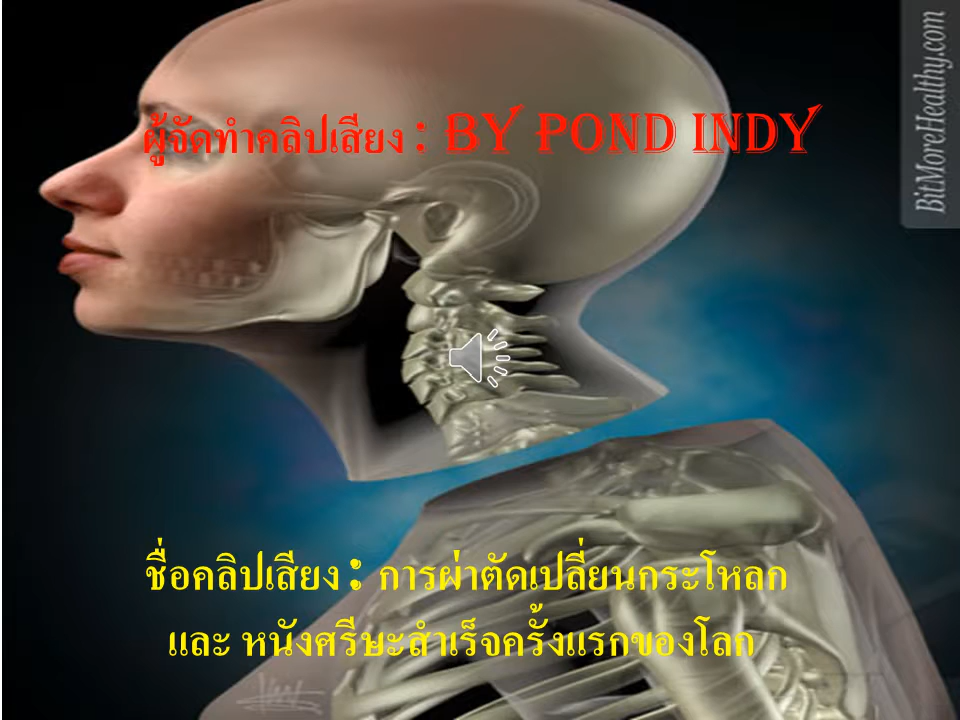 ผู้จัดทำคลิปเสียง : BY POND INDY
BitMoreHealthy.com
ชื่อคลิปเสียง : การผ่าตัดเปลี่ยนกระโหลก
และ หนังศรีษะสำเร็จครั้งแรกของโลก